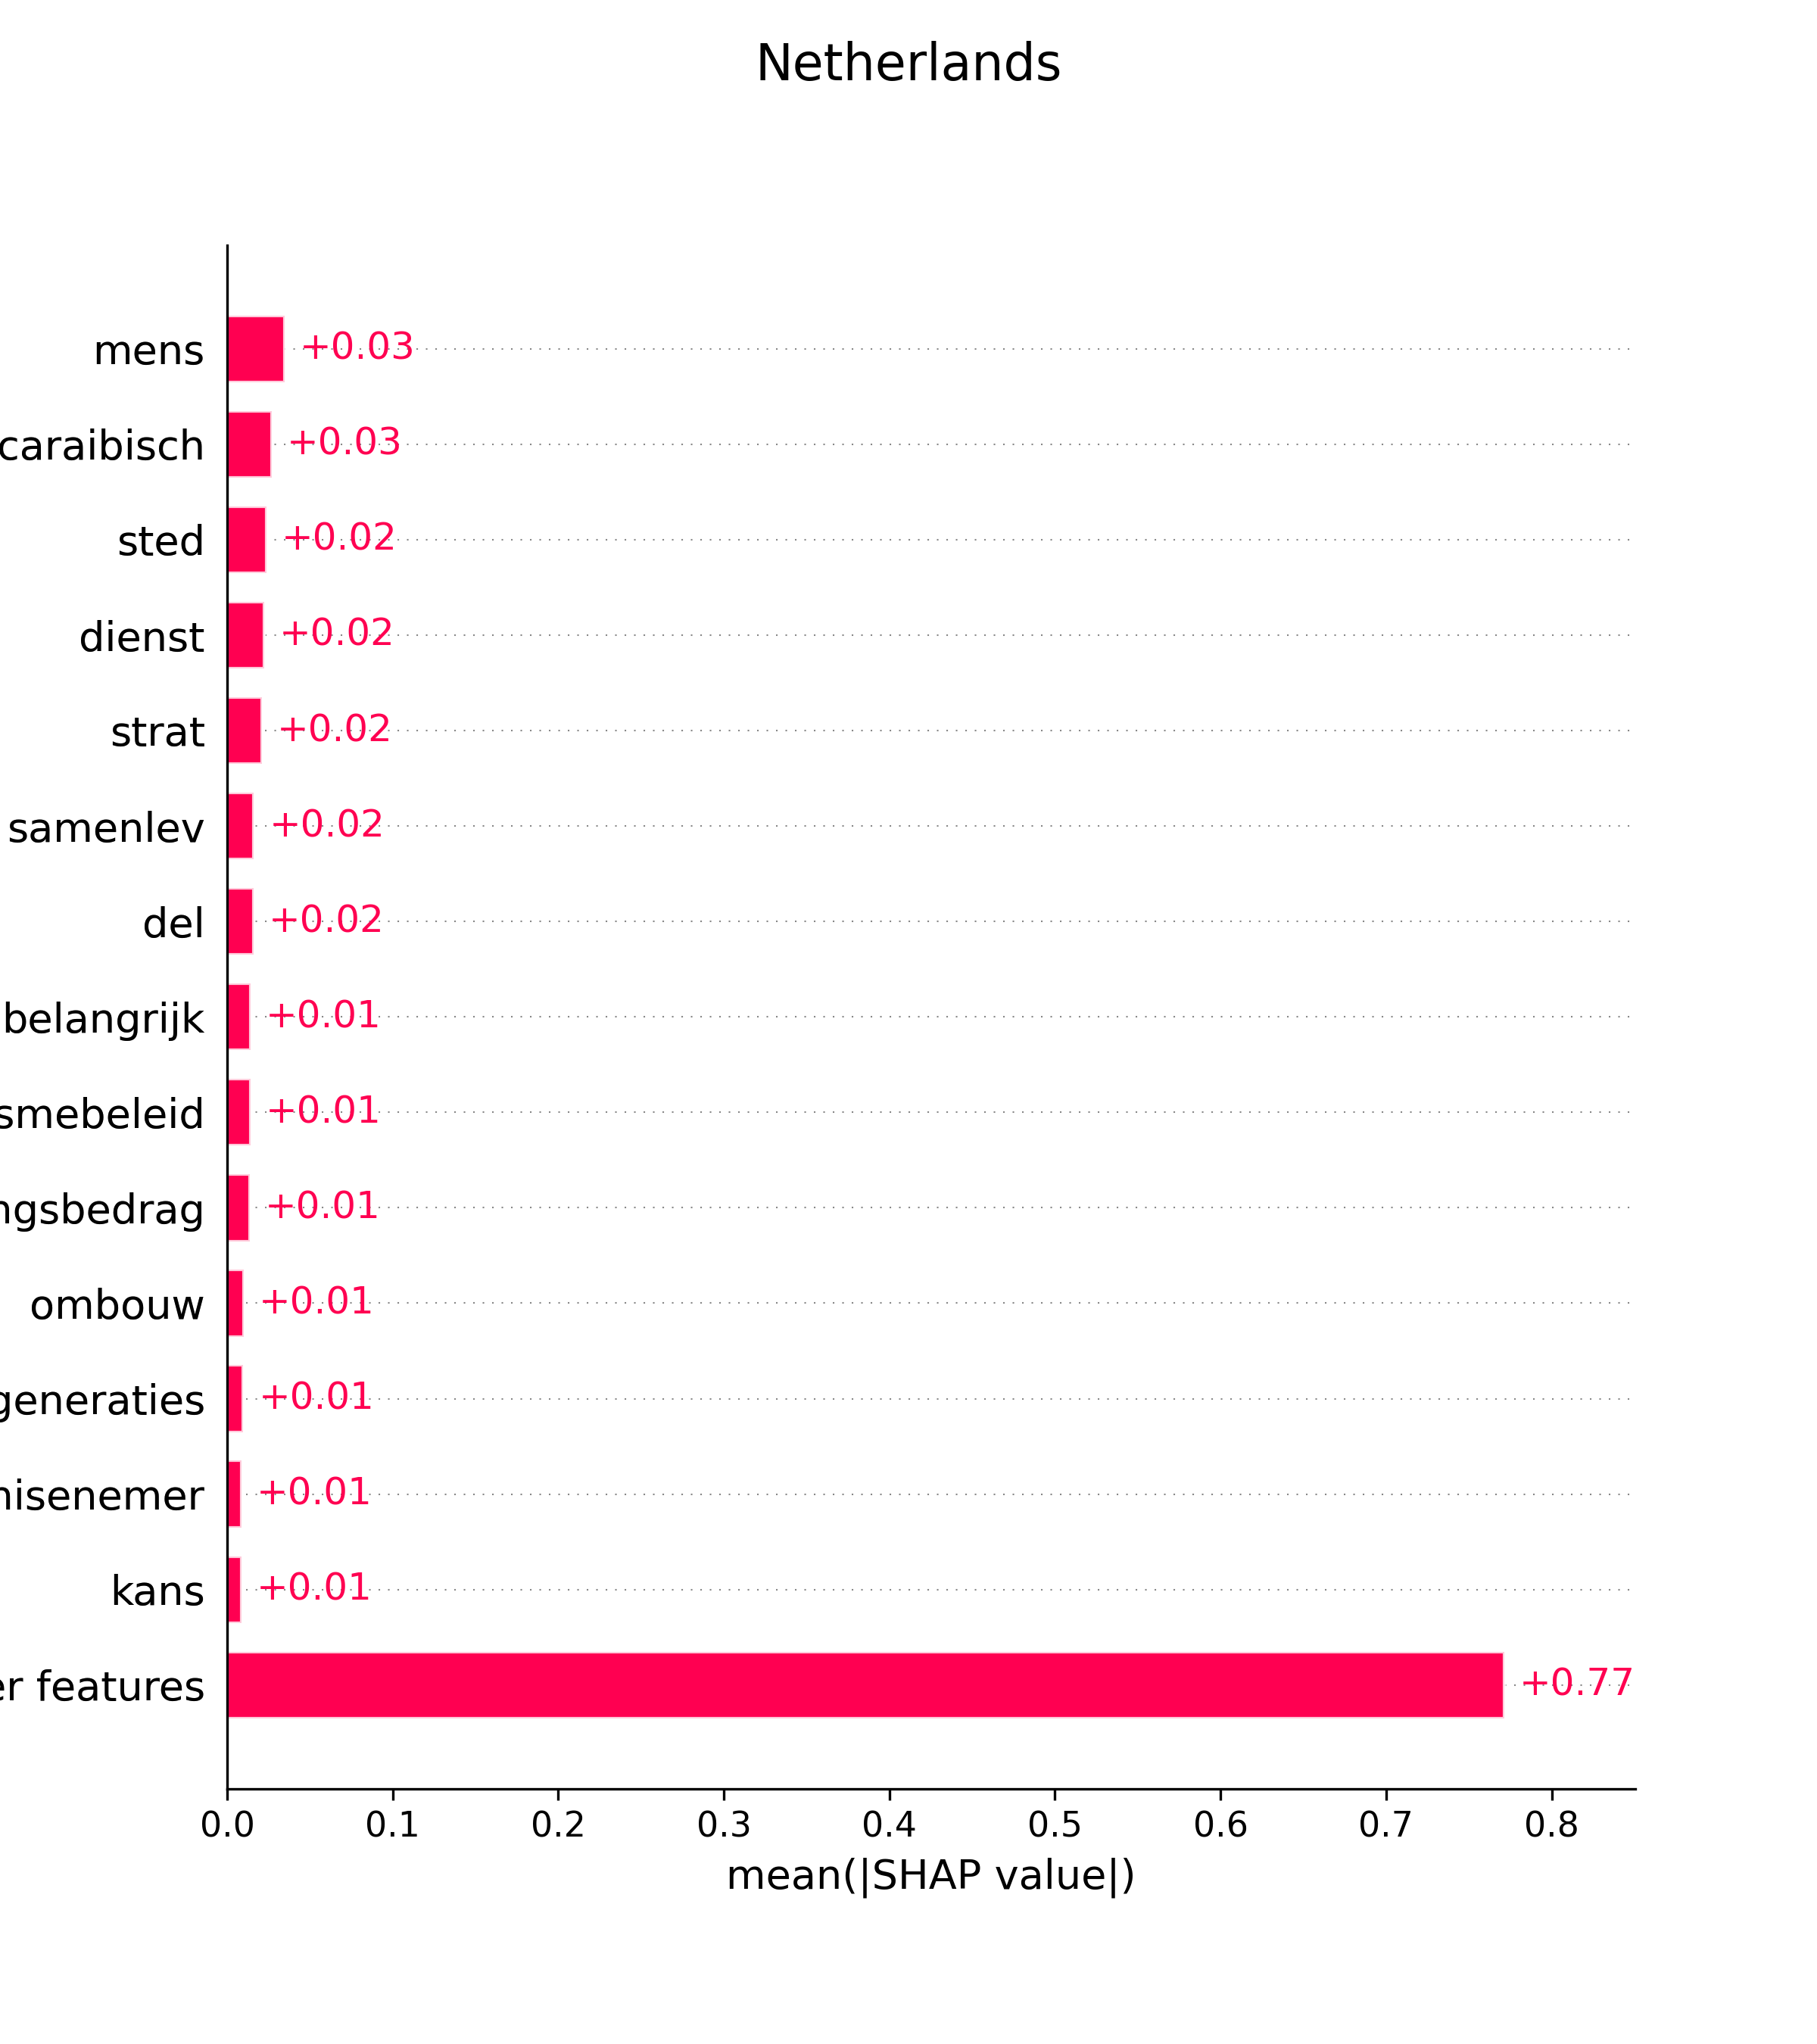 Netherlands
mens +0.03
caraibisch +0.03
sted +0.02
dienst +0.02
strat +0.02
samenlev +0.02
del +0.02
belangrijk +0.01
smebeleid +0.01
ngsbedrag +0.01
ombouw +0.01
generaties +0.01
isenemer +0.01
kans +0.01
er features +0.77
0.0 0.1 0.2 0.3 0.4 0.5 0.6 0.7 0.8
mean(|SHAP value|)